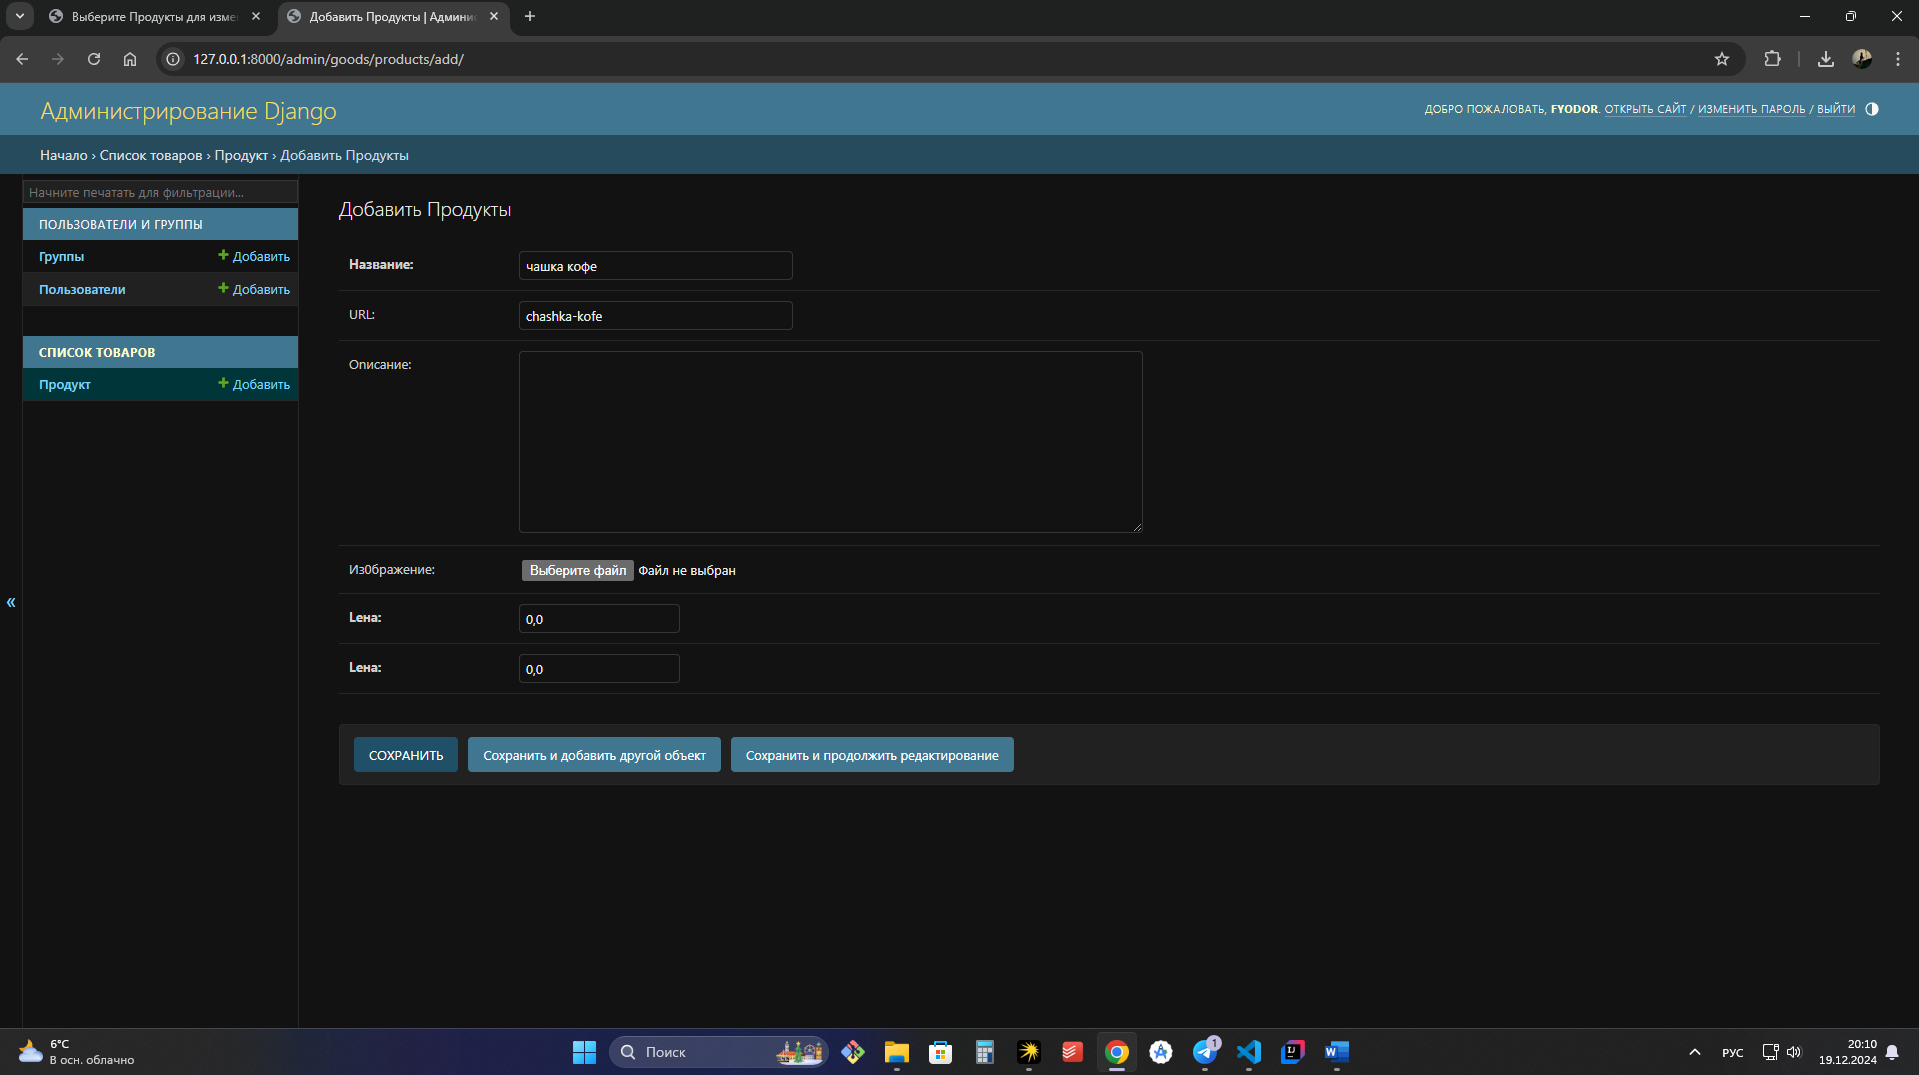 Выберите Продукты для изме
Добавить Продукты | Админи
127.0.0.1:8000/admin/goods/products/add/
Администрирование Django
ДОБРО ПОЖАЛОВАТЬ, FYODOR. ОТКРЫТЬ САЙТ / ИЗМЕНИТЬ ПАРОЛЬ / ВЫЙТИ
Начало › Список товаров › Продукт › Добавить Продукты
Начните печатать для фильтрации...
ПОЛЬЗОВАТЕЛИ И ГРУППЫ
Группы + Добавить
Пользователи + Добавить
СПИСОК ТОВАРОВ
Продукт + Добавить
«
Добавить Продукты
Название: чашка кофе
URL: chashka-kofe
Описание:
Из0бражение: Выберите файл Файл не выбран
Lена: 0,0
Lена: 0,0
СОХРАНИТЬ Сохранить и добавить другой объект Сохранить и продолжить редактирование
6°C
В осн. облачно
Поиск
1
РУС
20:10
19.12.2024